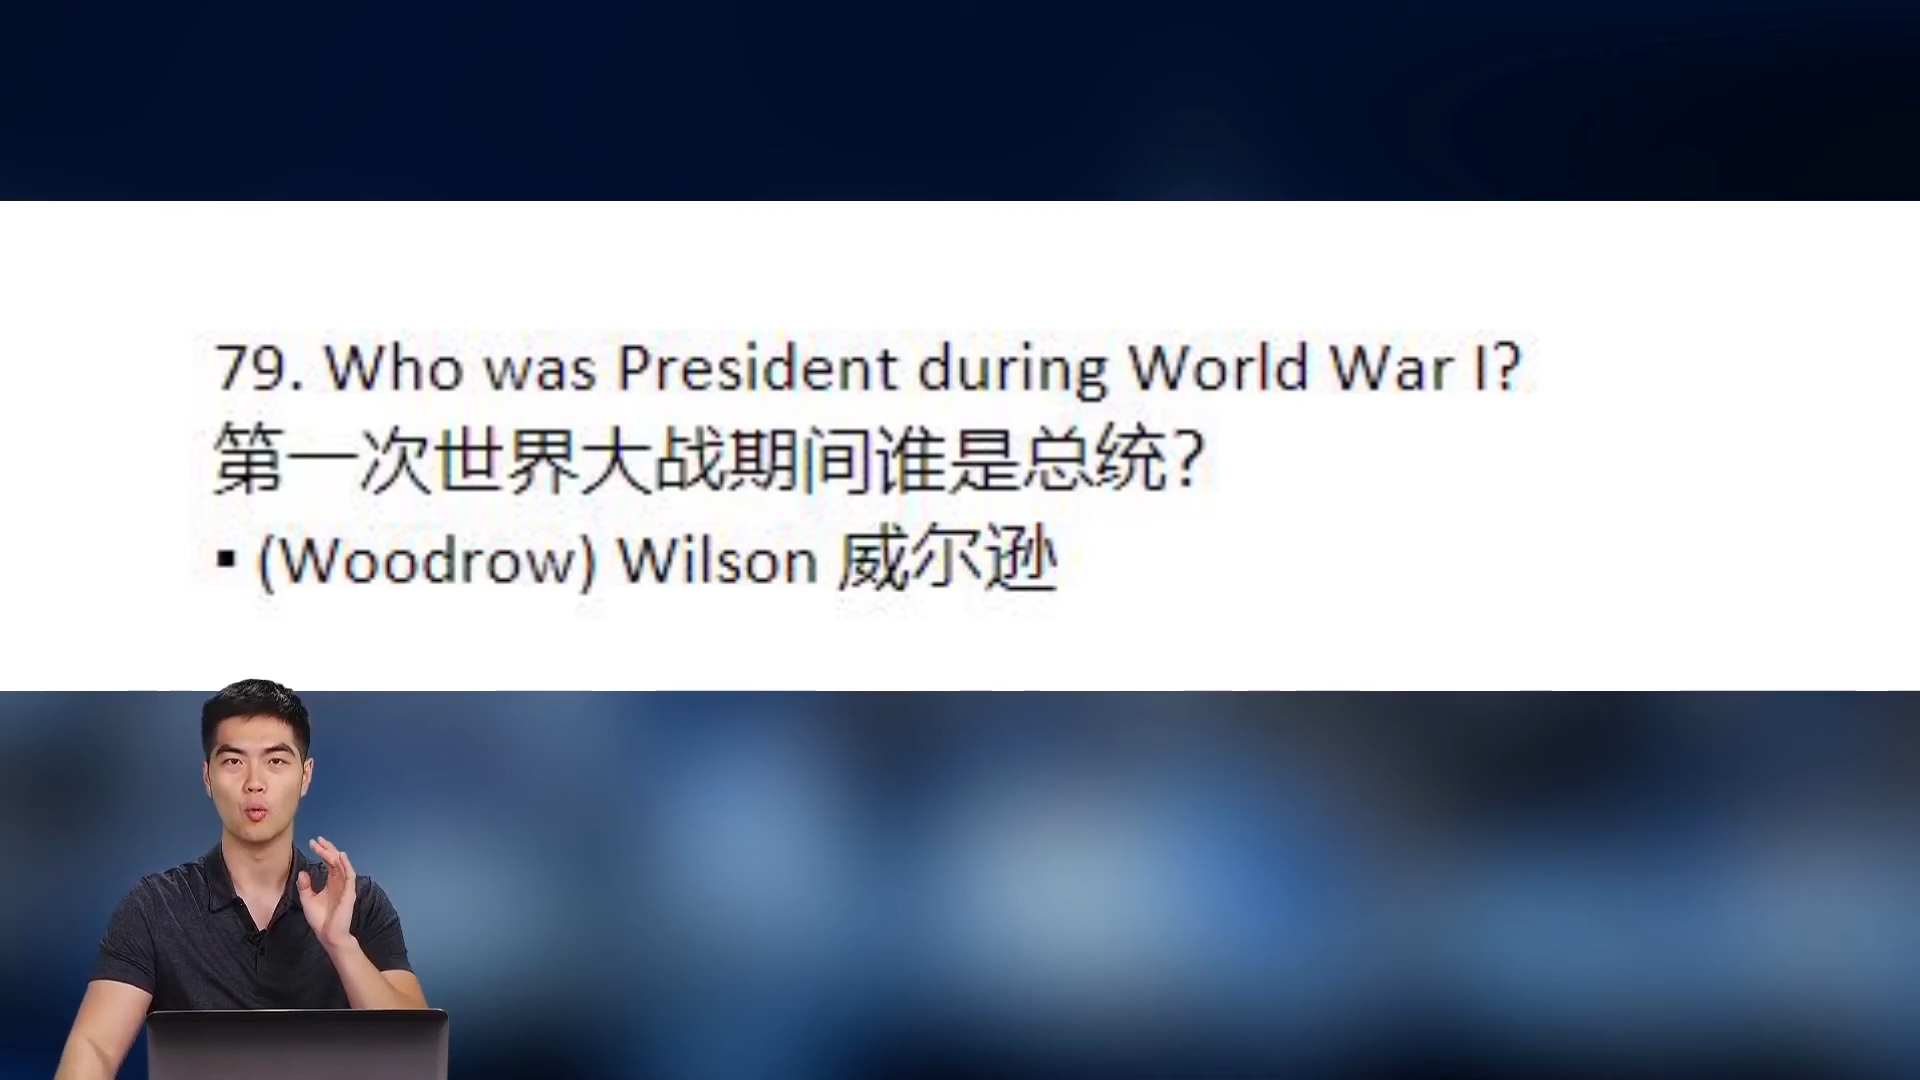 79. Who was President during World War I?
第一次世界大战期间谁是总统？
▪ (Woodrow) Wilson 威尔逊